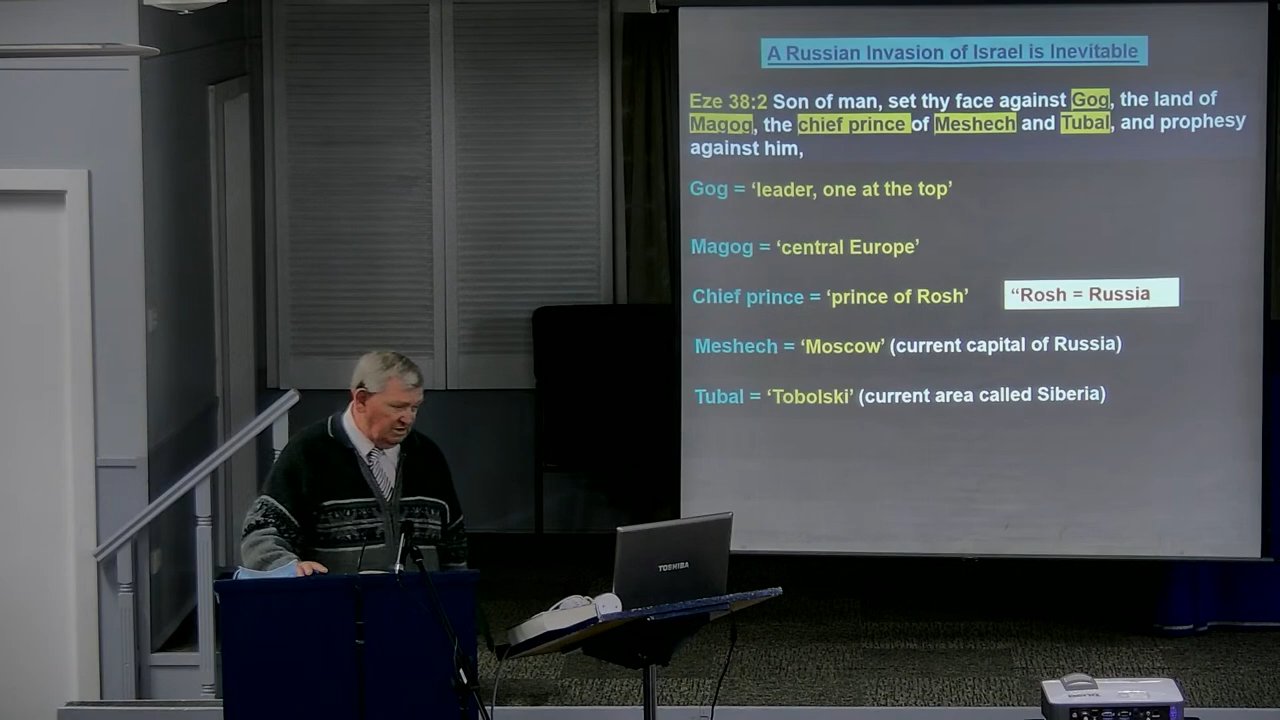 A Russian Invasion of Israel is Inevitable
Eze 38:2 Son of man, set thy face against Gog, the land of
Magog, the chief prince of Meshech and Tubal, and prophesy
against him,
Gog = ‘leader, one at the top’
Magog = ‘central Europe’
Chief prince = ‘prince of Rosh’
“Rosh = Russia
Meshech = ‘Moscow’ (current capital of Russia)
Tubal = ‘Tobolski’ (current area called Siberia)
TOSHIBA